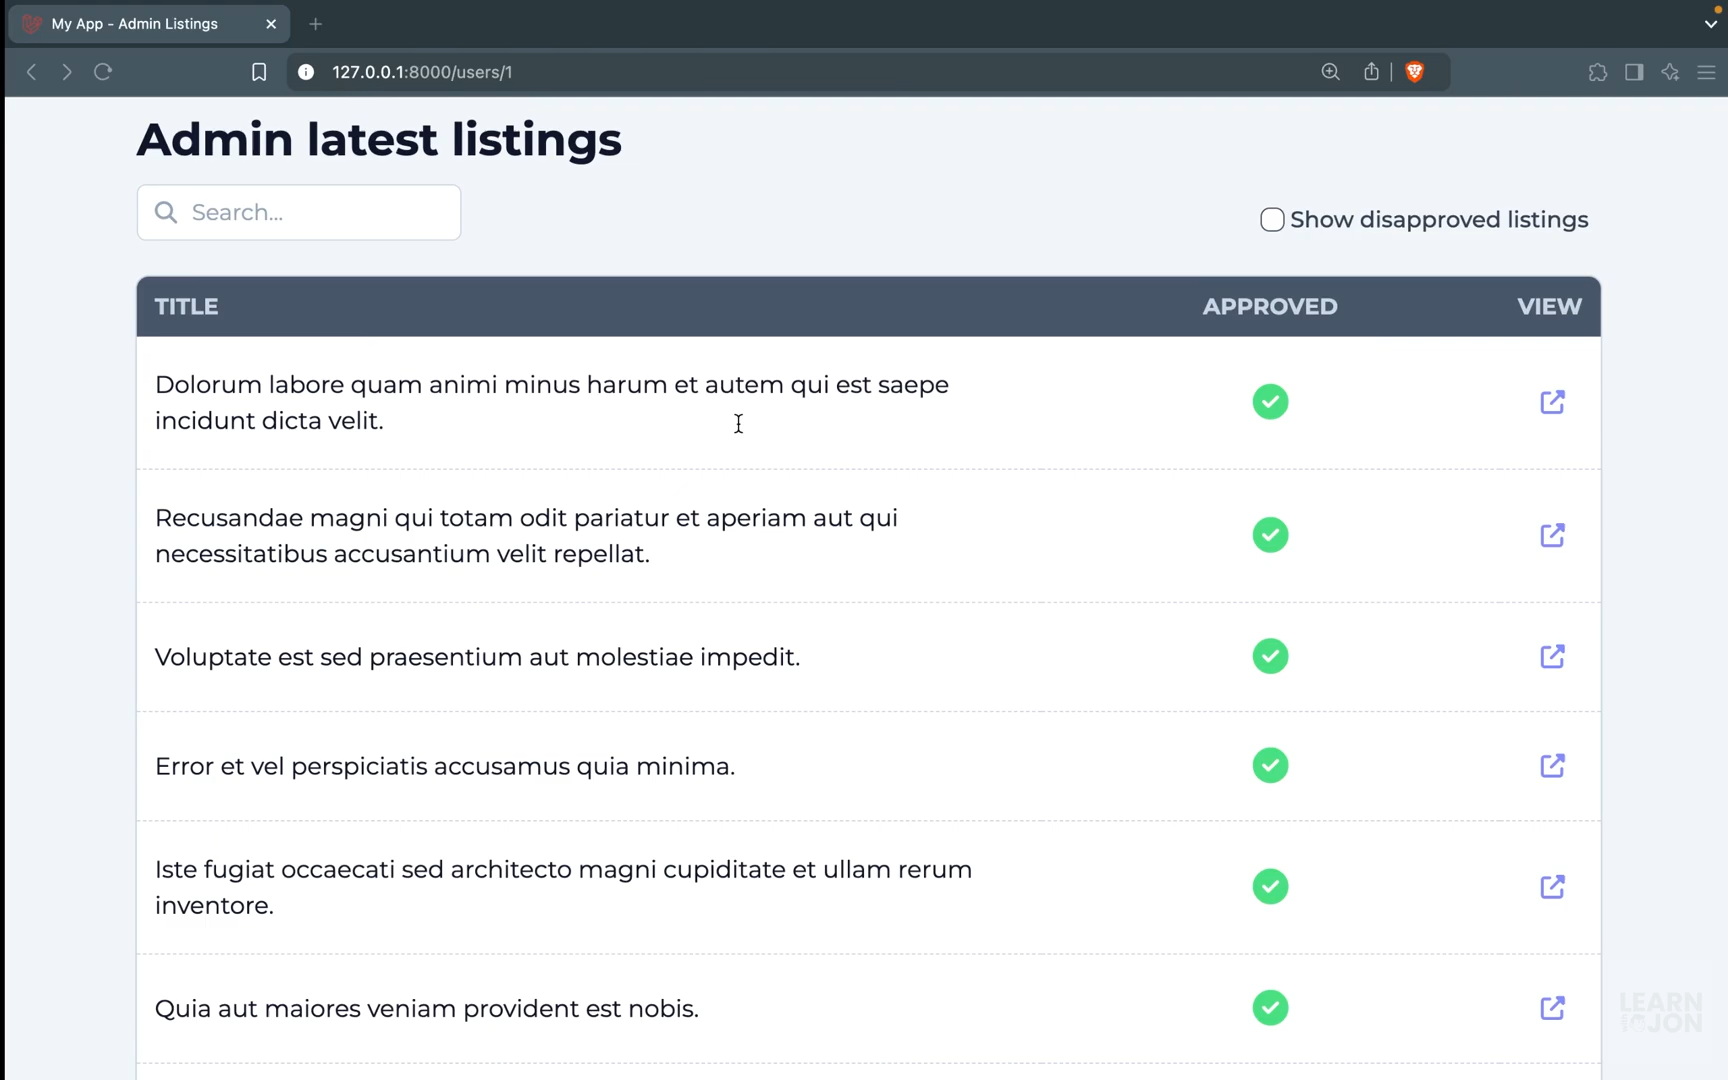 My App - Admin Listings
127.0.0.1:8000/users/1
Admin latest listings
Search...
Show disapproved listings
TITLE APPROVED VIEW
Dolorum labore quam animi minus harum et autem qui est saepe
incidunt dicta velit.
Recusandae magni qui totam odit pariatur et aperiam aut qui
necessitatibus accusantium velit repellat.
Voluptate est sed praesentium aut molestiae impedit.
Error et vel perspiciatis accusamus quia minima.
Iste fugiat occaecati sed architecto magni cupiditate et ullam rerum
inventore.
Quia aut maiores veniam provident est nobis.
LEARN
JON